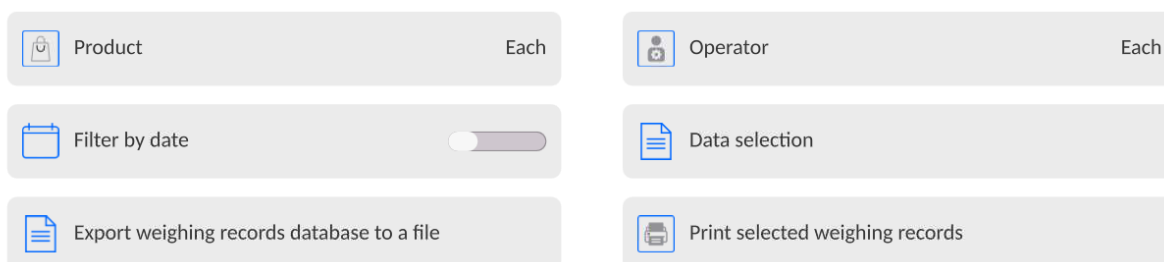 Product Each
Operator Each
Filter by date
Data selection
Export weighing records database to a file
Print selected weighing records